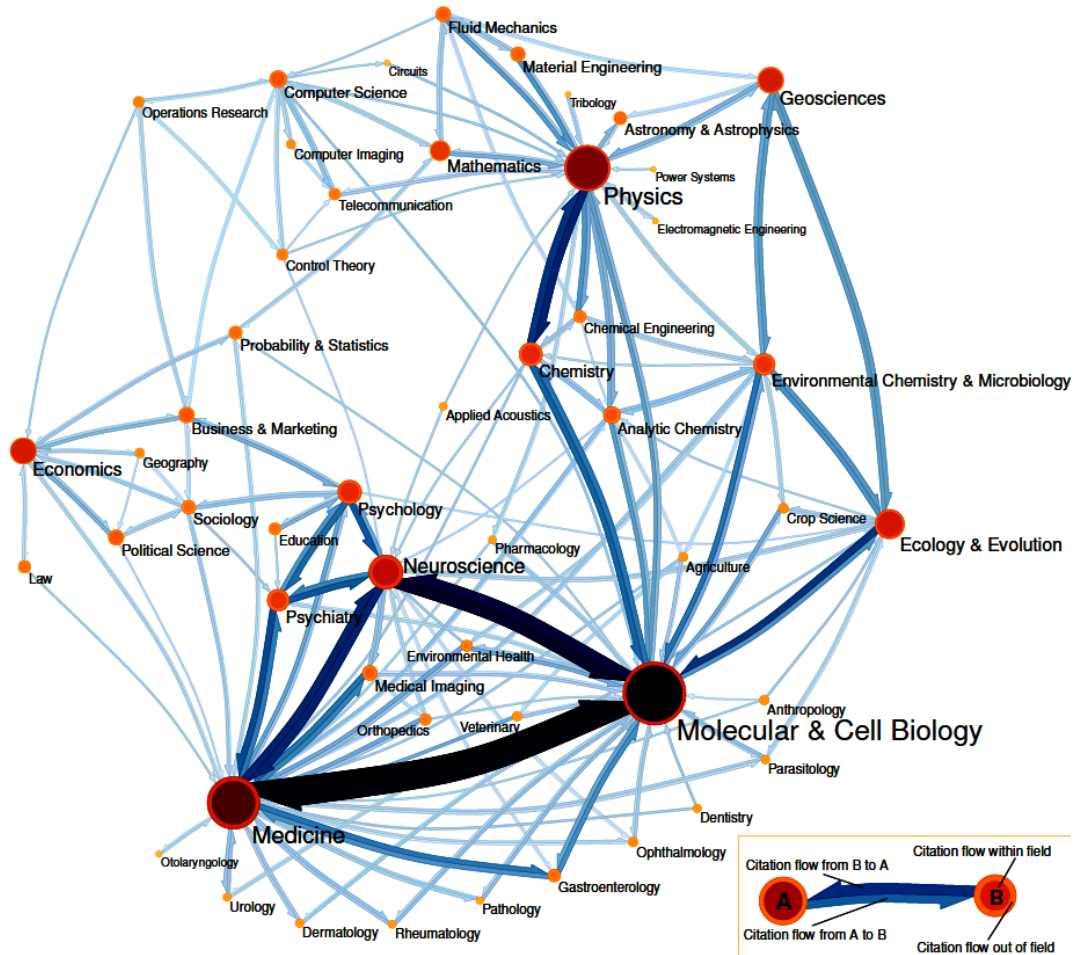 Fluid Mechanics
Material Engineering
Circuits
Computer Science
Geosciences
Operations Research
Tribology
Astronomy & Astrophysics
Computer Imaging
Mathematics
Power Systems
Physics
Telecommunication
Electromagnetic Engineering
Control Theory
Chemical Engineering
Probability & Statistics
Chemistry
Environmental Chemistry & Microbiology
Applied Acoustics
Analytic Chemistry
Business & Marketing
Economics
Geography
Psychology
Sociology
Crop Science
Education
Political Science
Pharmacology
Ecology & Evolution
Neuroscience
Agriculture
Law
Psychiatry
Environmental Health
Medical Imaging
Anthropology
Orthopedics
Veterinary
Molecular & Cell Biology
Parasitology
Dentistry
Medicine
Ophthalmology
Otolaryngology
Gastroenterology
Urology
Pathology
Dermatology
Rheumatology
Citation flow from B to A
Citation flow within field
A
B
Citation flow from A to B
Citation flow out of field